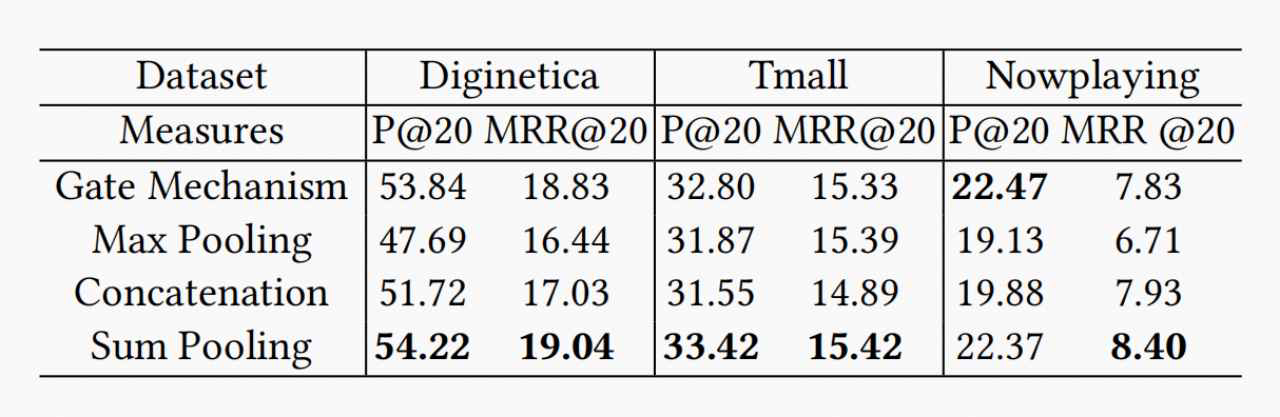 Dataset Diginetica Tmall Nowplaying
Measures P@20 MRR@20 P@20 MRR@20 P@20 MRR @20
Gate Mechanism 53.84 18.83 32.80 15.33 22.47 7.83
Max Pooling 47.69 16.44 31.87 15.39 19.13 6.71
Concatenation 51.72 17.03 31.55 14.89 19.88 7.93
Sum Pooling 54.22 19.04 33.42 15.42 22.37 8.40